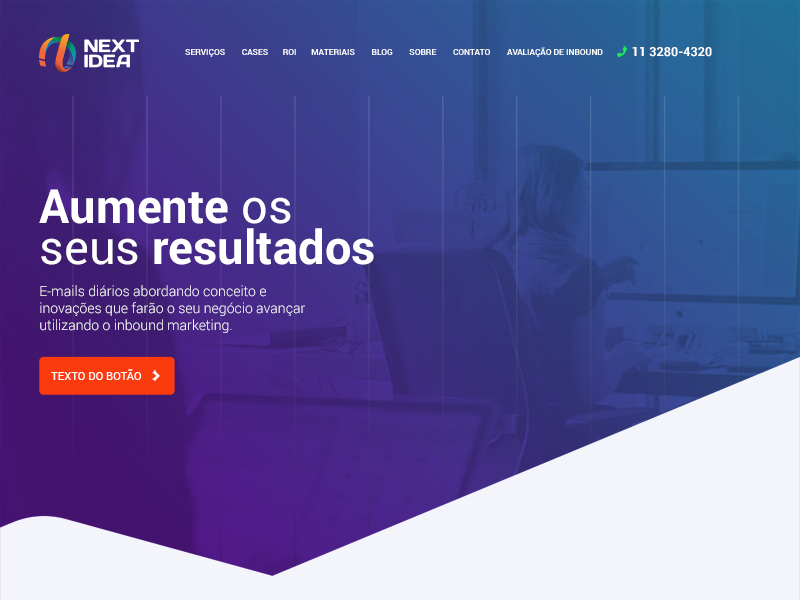 NEXT
IDEA
SERVIÇOS CASES ROI MATERIAIS BLOG SOBRE CONTATO AVALIAÇÃO DE INBOUND 11 3280-4320
Aumente os
seus resultados
E-mails diários abordando conceito e
inovações que farão o seu negócio avançar
utilizando o inbound marketing.
TEXTO DO BOTÃO